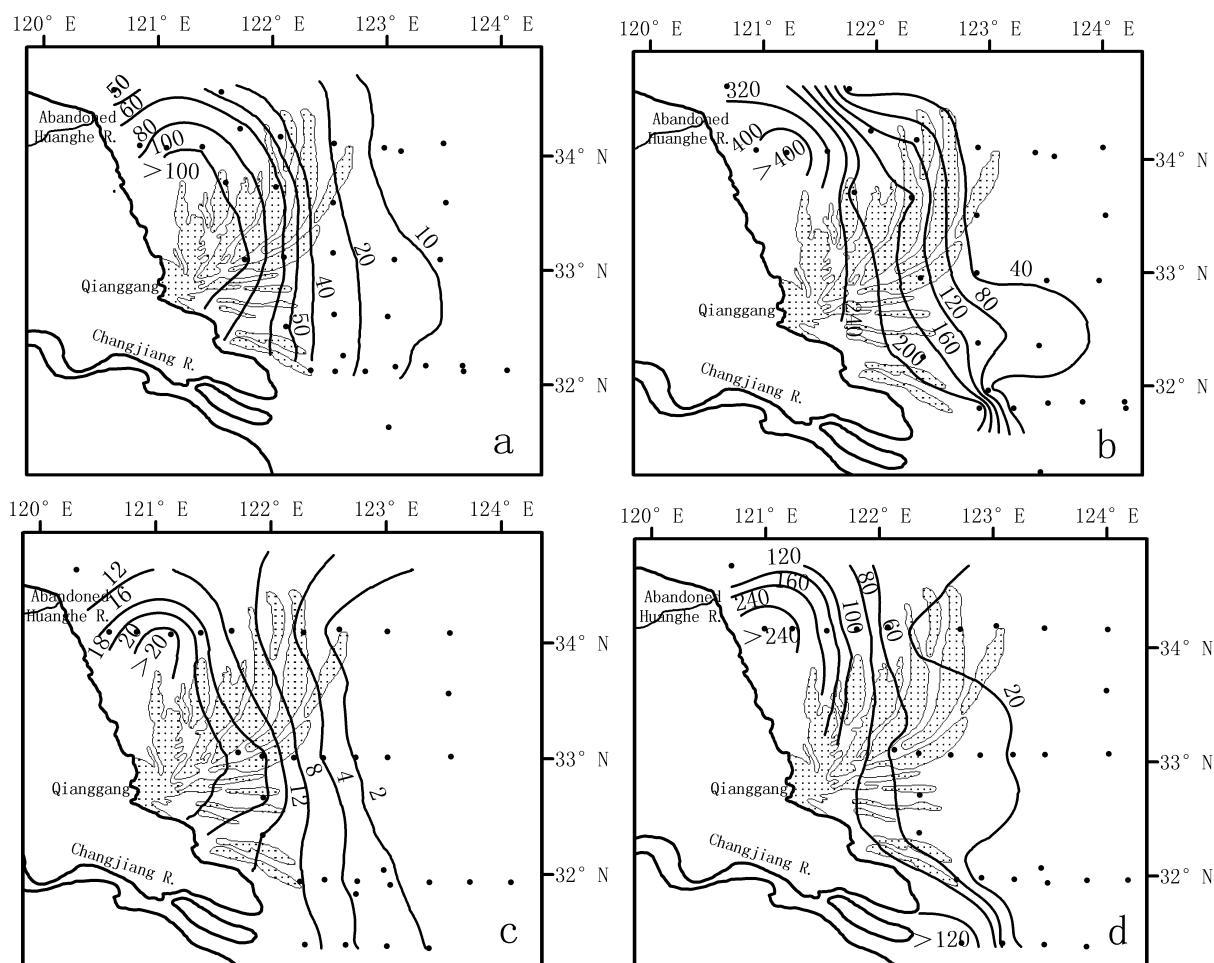 120° E 121° E 122° E 123° E 124° E
50
60
80
100
>100
Abandoned
Huanghe R.
34° N
10
20
33° N
40
Qianggang
50
Changjiang R.
32° N
a
120° E 121° E 122° E 123° E 124° E
320
400
>400
Abandoned
Huanghe R.
34° N
33° N
40
80
120
Qianggang
240
160
200
Changjiang R.
32° N
b
120° E 121° E 122° E 123° E 124° E
12
16
18
20
>20
Abandoned
Huanghe R.
34° N
33° N
8
4
2
12
Qianggang
Changjiang R.
32° N
c
120° E 121° E 122° E 123° E 124° E
120
160
240
>240
80
100
60
Abandoned
Huanghe R.
34° N
20
33° N
Qianggang
Changjiang R.
32° N
>120
d